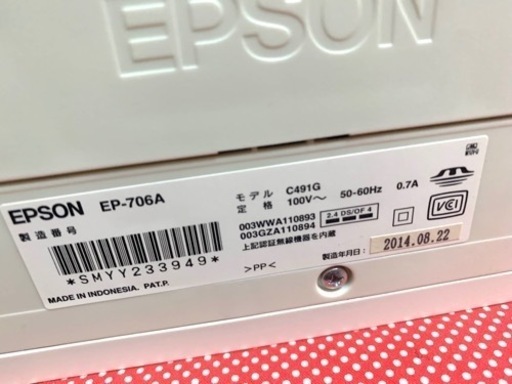 EPSON
EPSON EP-706A
モデル C491G
定格 100V～ 50-60Hz 0.7A
製造番号
003WWA110893
003GZA110894
2.4 DS/OF 4
上記認証無線機器を内蔵
*SMYY233949*
>PP<
製造年月日: 2014.08.22
VCI
MADE IN INDONESIA. PAT.P.